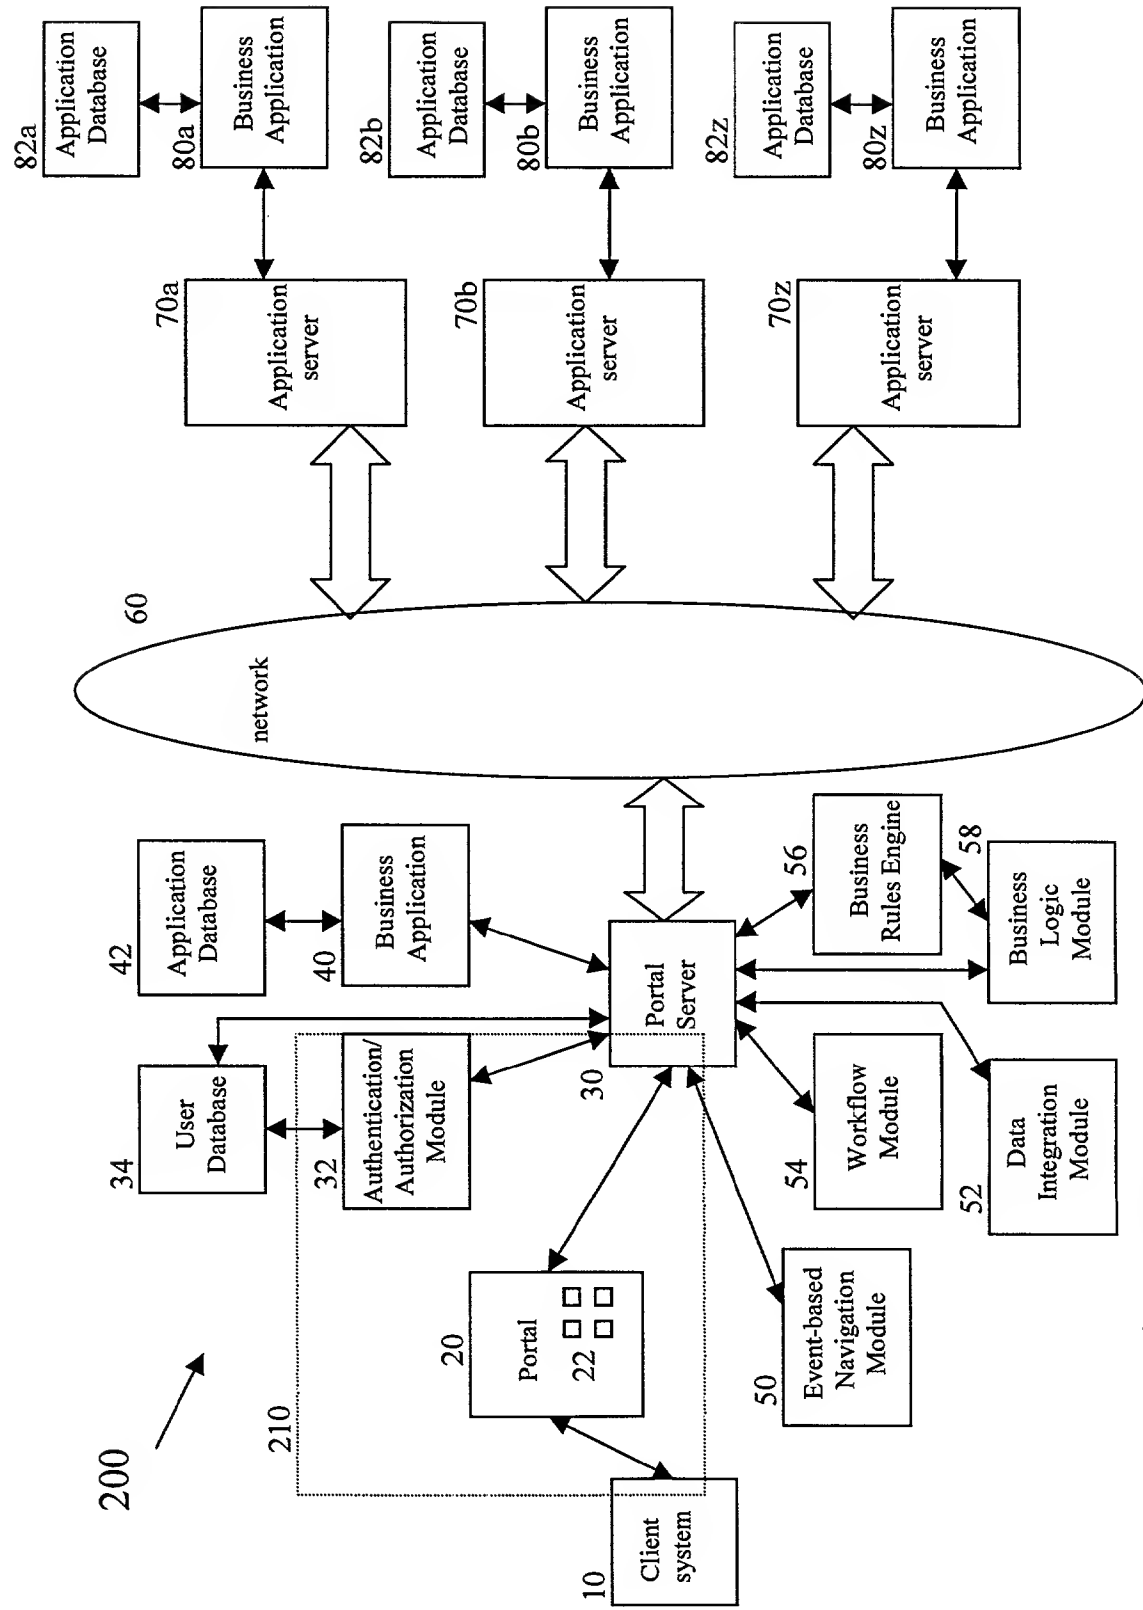 200
210
10
Client
system
20
Portal
22
34
User
Database
32
Authentication/
Authorization
Module
42
Application
Database
40
Business
Application
30
Portal
Server
50
Event-based
Navigation
Module
54
Workflow
Module
52
Data
Integration
Module
56
Business
Rules Engine
58
Business
Logic
Module
60
network
70a
Application
server
70b
Application
server
70z
Application
server
82a
Application
Database
80a
Business
Application
82b
Application
Database
80b
Business
Application
82z
Application
Database
80z
Business
Application